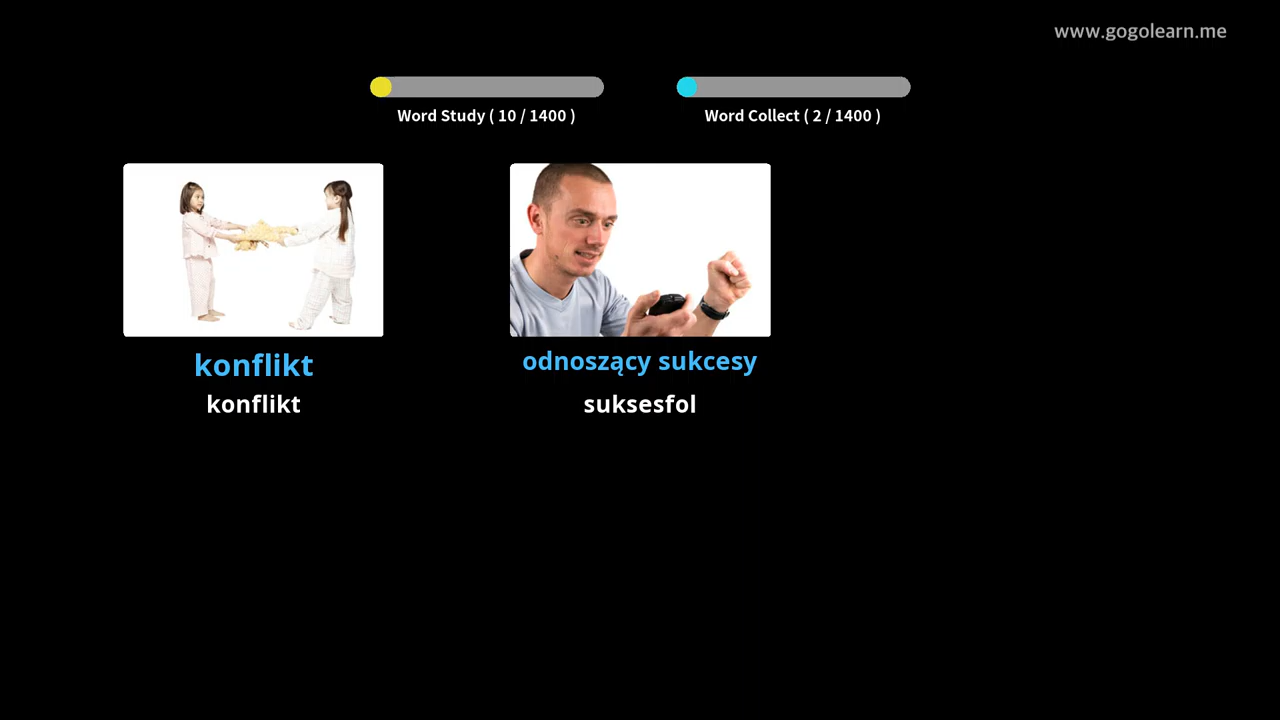 www.gogolearn.me
Word Study ( 10 / 1400 )
Word Collect ( 2 / 1400 )
konflikt
konflikt
odnoszący sukcesy
suksesfol